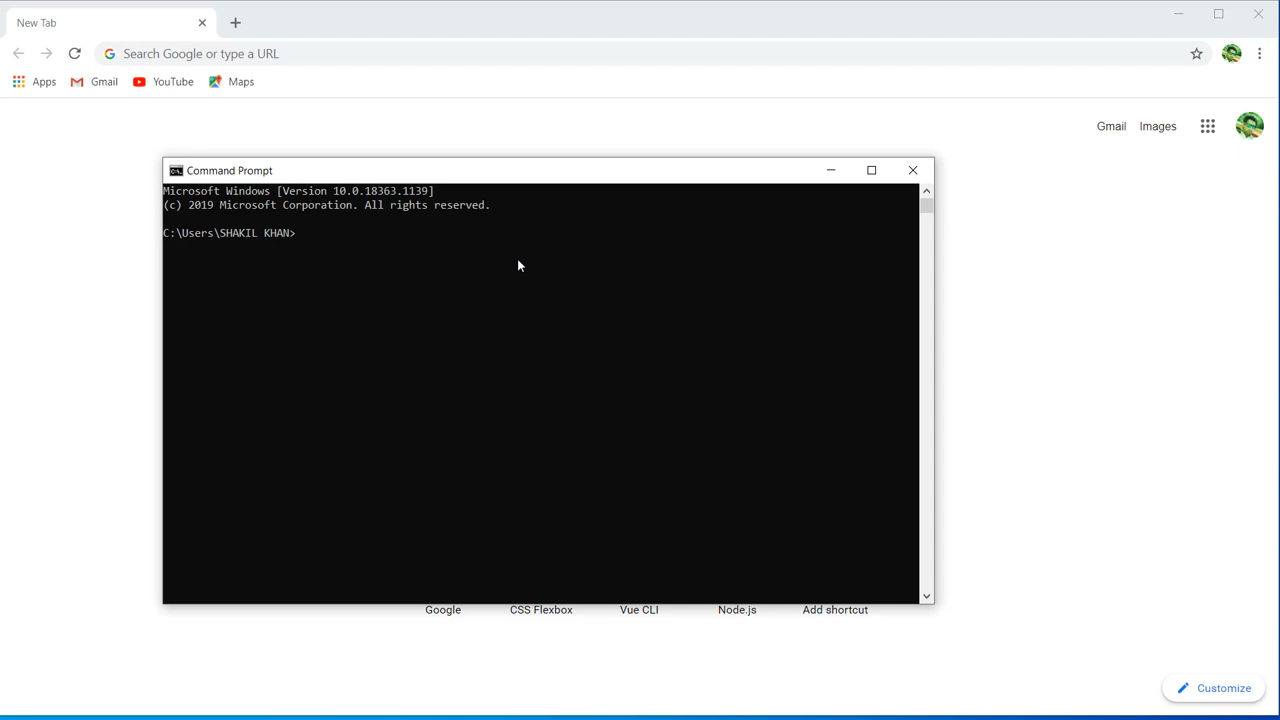 New Tab
Search Google or type a URL
Apps Gmail YouTube Maps
Gmail Images
Command Prompt
Microsoft Windows [Version 10.0.18363.1139]
(c) 2019 Microsoft Corporation. All rights reserved.
C:\Users\SHAKIL KHAN>
Google CSS Flexbox Vue CLI Node.js Add shortcut
Customize